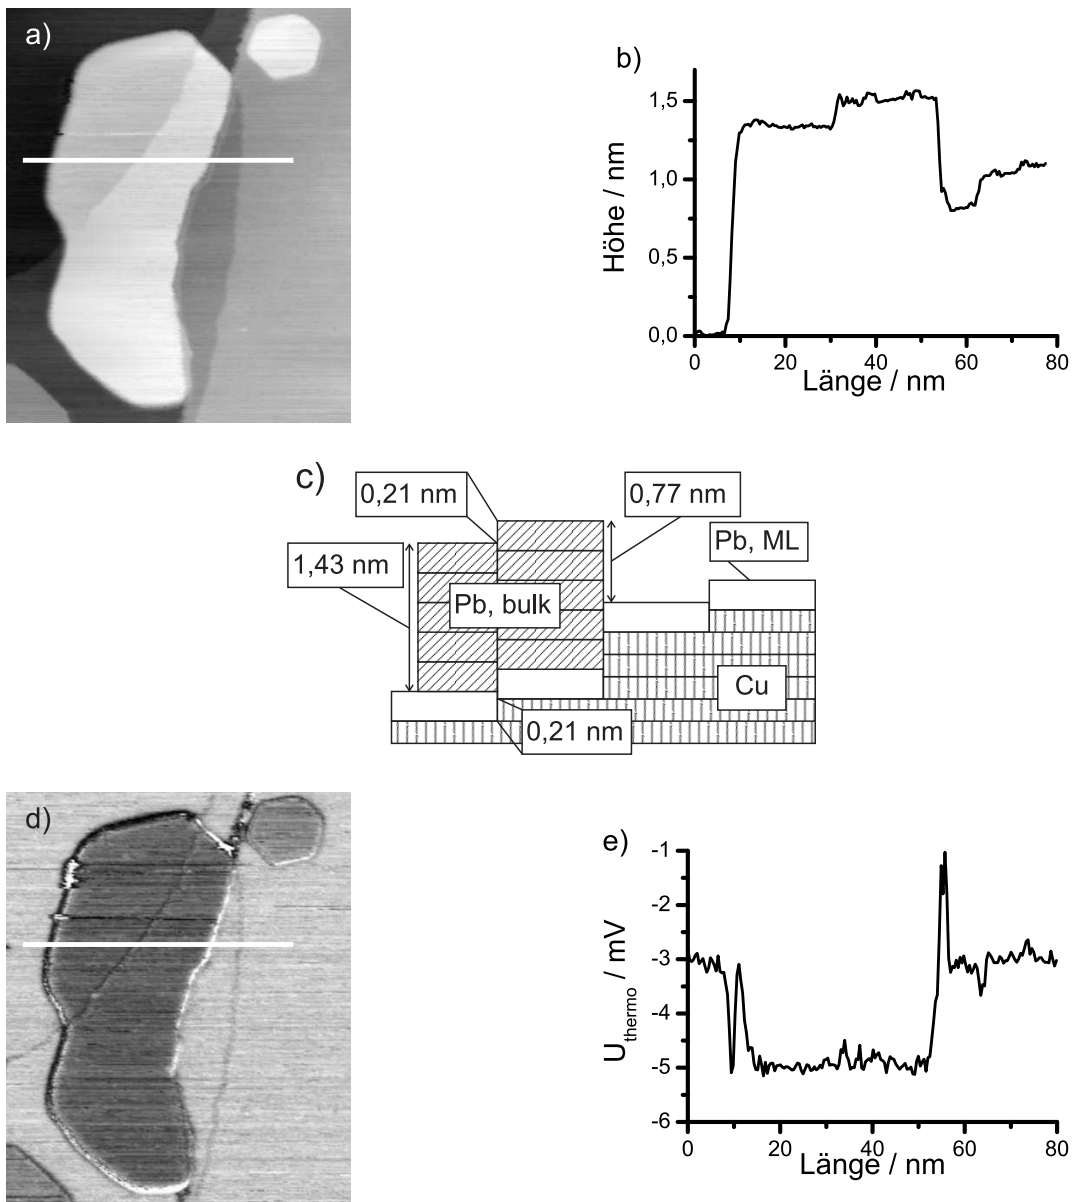 a)
b)
Höhe / nm
1,5
1,0
0,5
0,0
0
20
40
60
80
Länge / nm
c)
0,21 nm
0,77 nm
1,43 nm
Pb, ML
Pb, bulk
Cu
0,21 nm
d)
e)
U thermo / mV
-1
-2
-3
-4
-5
-6
0
20
40
60
80
Länge / nm